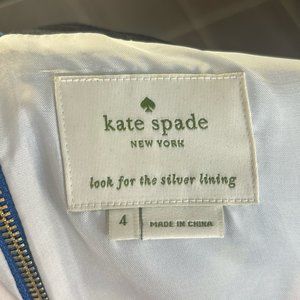 kate spade
NEW YORK
look for the silver lining
4
MADE IN CHINA